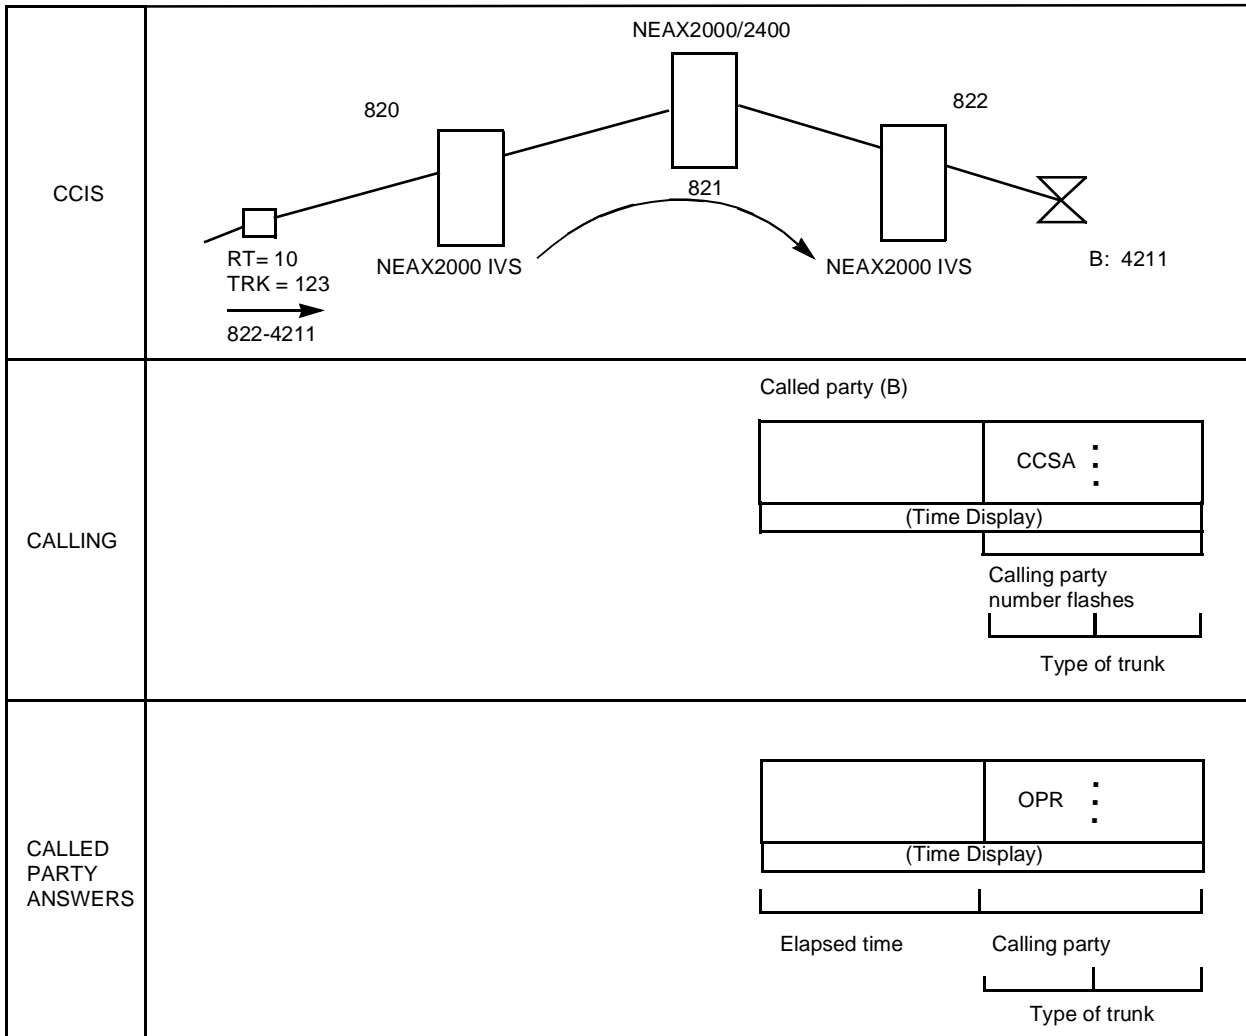 NEAX2000/2400
820
822
CCIS
821
RT= 10
TRK = 123
NEAX2000 IVS
NEAX2000 IVS
B: 4211
822-4211
Called party (B)
CCSA
(Time Display)
CALLING
Calling party
number flashes
Type of trunk
OPR
(Time Display)
CALLED
PARTY
ANSWERS
Elapsed time
Calling party
Type of trunk